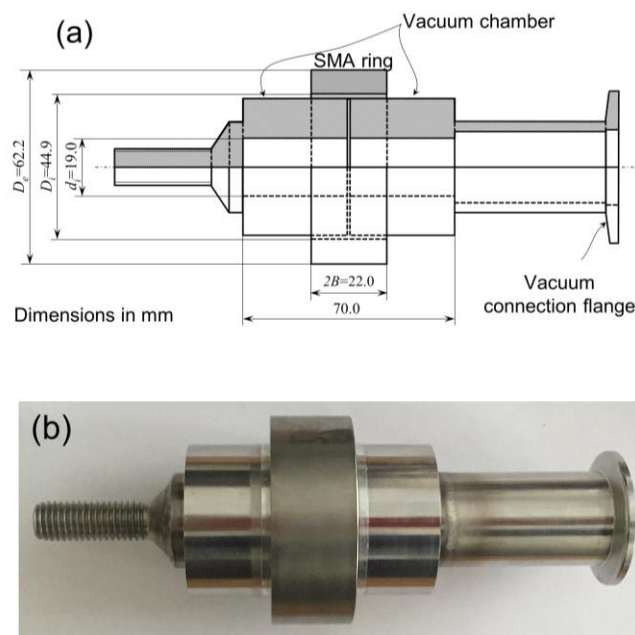 (a)
Vacuum chamber
SMA ring
Dₑ=62.2
Dᵢ=44.9
dᵢ=19.0
2B=22.0
70.0
Dimensions in mm
Vacuum
connection flange
(b)